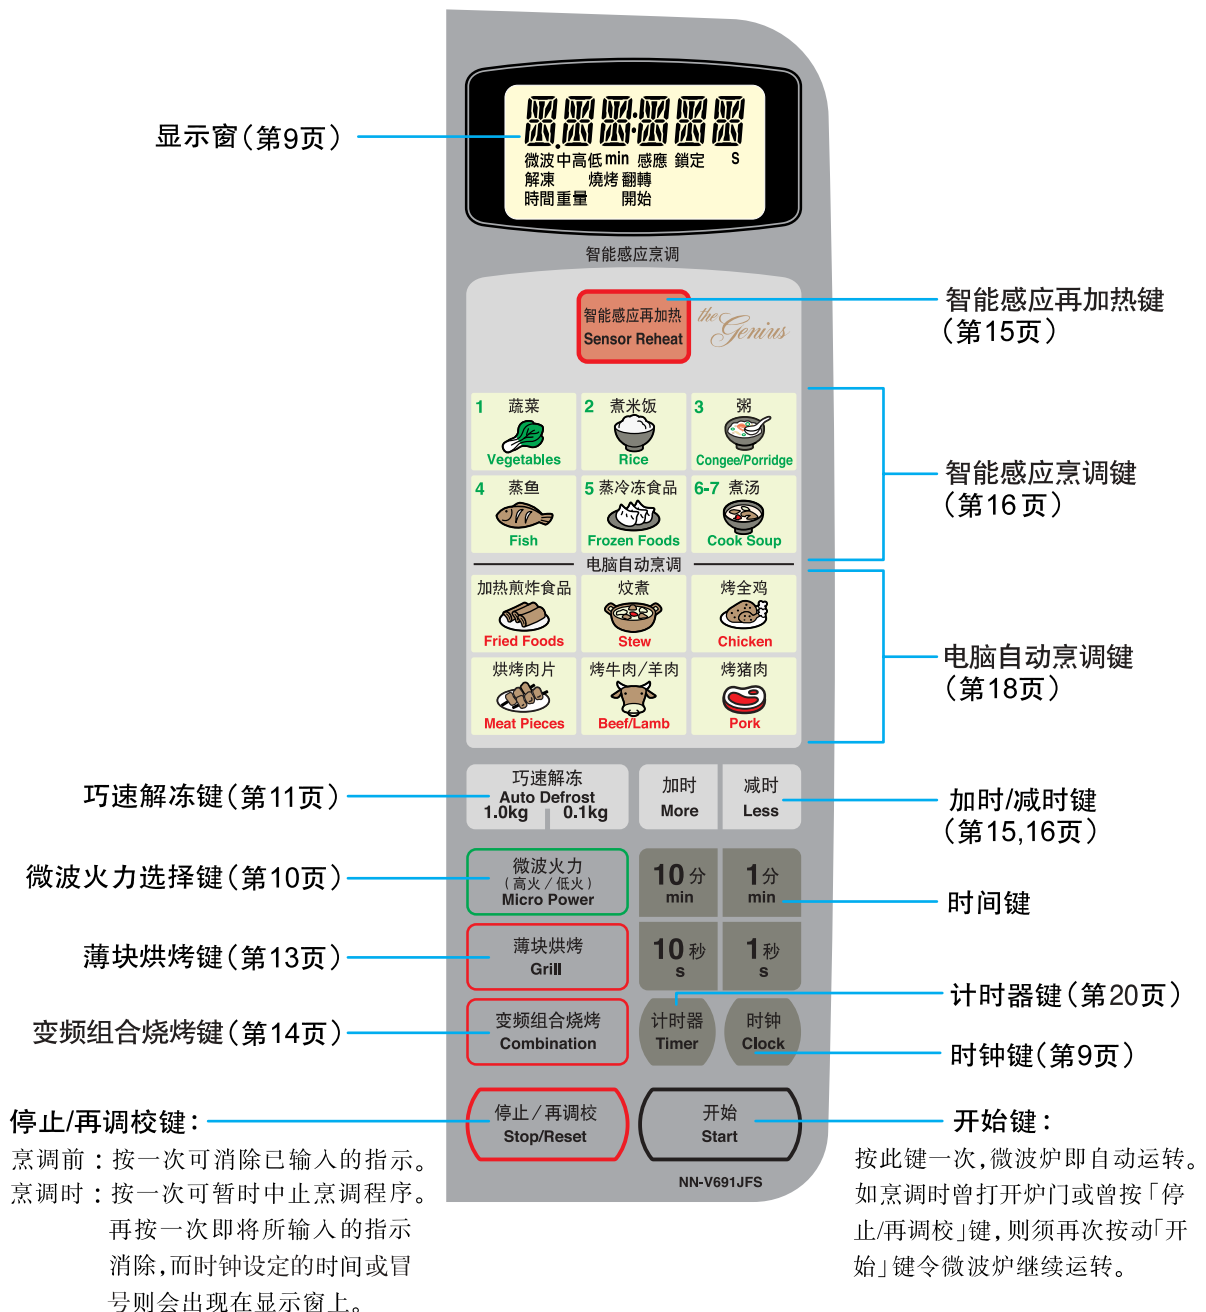 显示窗(第9页)
微波中高低 min 感應 鎖定 S
解凍 燒烤 翻轉
時間重量 開始
智能感应烹调
智能感应再加热
Sensor Reheat
the Genius
智能感应再加热键
(第15页)
1 蔬菜
Vegetables
2 煮米饭
Rice
3 粥
Congee/Porridge
4 蒸鱼
Fish
5 蒸冷冻食品
Frozen Foods
6-7 煮汤
Cook Soup
智能感应烹调键
(第16页)
电脑自动烹调
加热煎炸食品
Fried Foods
炆煮
Stew
烤全鸡
Chicken
烘烤肉片
Meat Pieces
烤牛肉/羊肉
Beef/Lamb
烤猪肉
Pork
电脑自动烹调键
(第18页)
巧速解冻键(第11页)
巧速解冻
Auto Defrost
1.0kg 0.1kg
加时
More
减时
Less
加时/减时键
(第15,16页)
微波火力选择键(第10页)
微波火力
(高火/低火)
Micro Power
10分
min
1分
min
时间键
薄块烘烤键(第13页)
薄块烘烤
Grill
10秒
s
1秒
s
计时器键(第20页)
变频组合烧烤键(第14页)
变频组合烧烤
Combination
计时器
Timer
时钟
Clock
时钟键(第9页)
停止/再调校键:
停止/再调校
Stop/Reset
开始
Start
NN-V691JFS
烹调前:按一次可消除已输入的指示。
烹调时:按一次可暂时中止烹调程序。
再按一次即将所输入的指示
消除,而时钟设定的时间或冒
号则会出现在显示窗上。
开始键:
按此键一次,微波炉即自动运转。
如烹调时曾打开炉门或曾按「停
止/再调校」键,则须再次按动「开
始」键令微波炉继续运转。